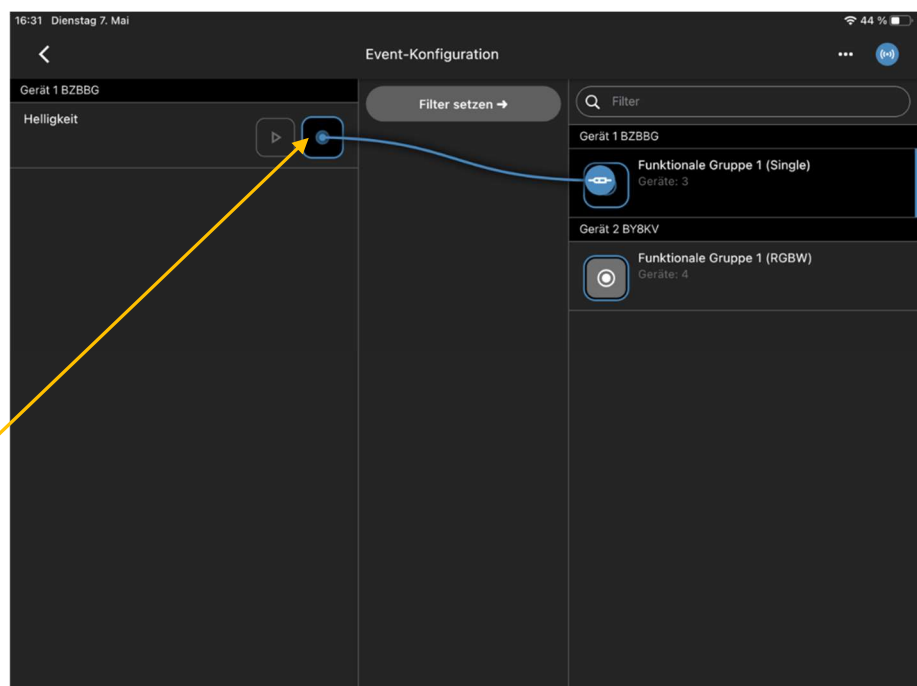 16:31 Dienstag 7. Mai
44 %
Event-Konfiguration
Gerät 1 BZBBG
Helligkeit
Filter setzen ➔
Filter
Gerät 1 BZBBG
Funktionale Gruppe 1 (Single)
Geräte: 3
Gerät 2 BY8KV
Funktionale Gruppe 1 (RGBW)
Geräte: 4